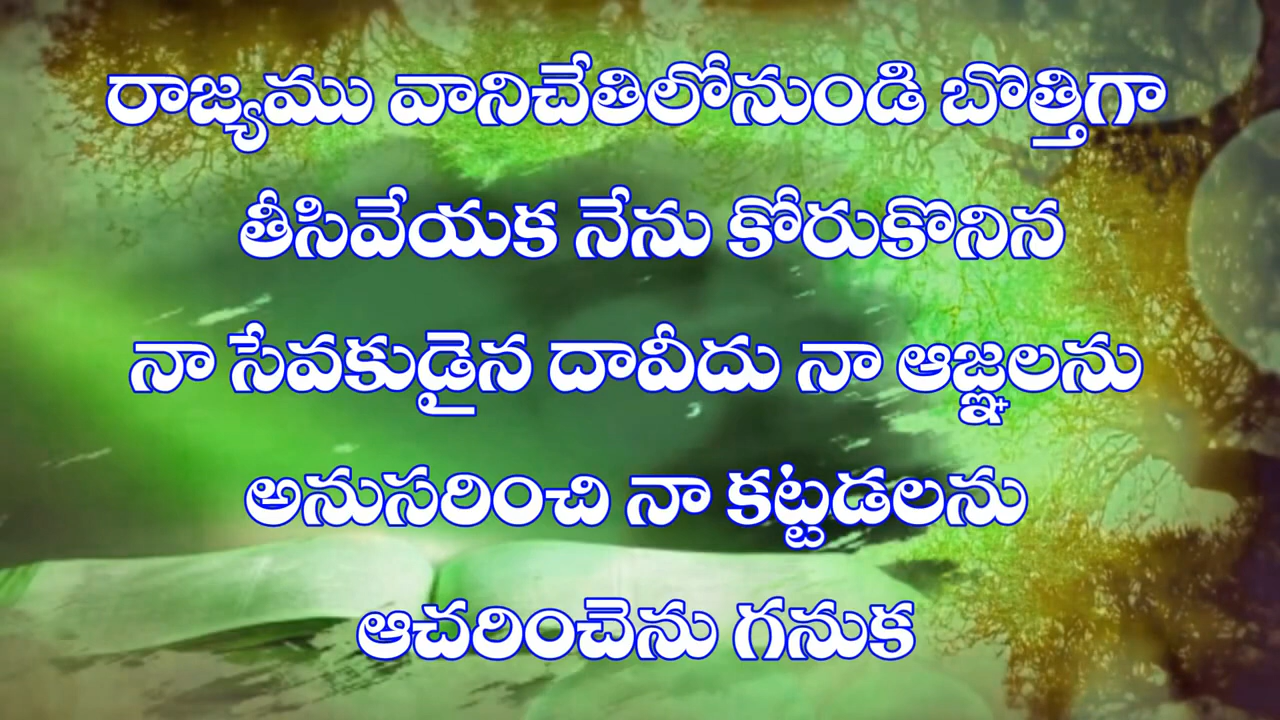 రాజ్యము వానిచేతిలోనుండి బొత్తిగా
తీసివేయక నేను కోరుకొనిన
నా సేవకుడైన దావీదు నా ఆజ్ఞలను
అనుసరించి నా కట్టడలను
ఆచరించెను గనుక